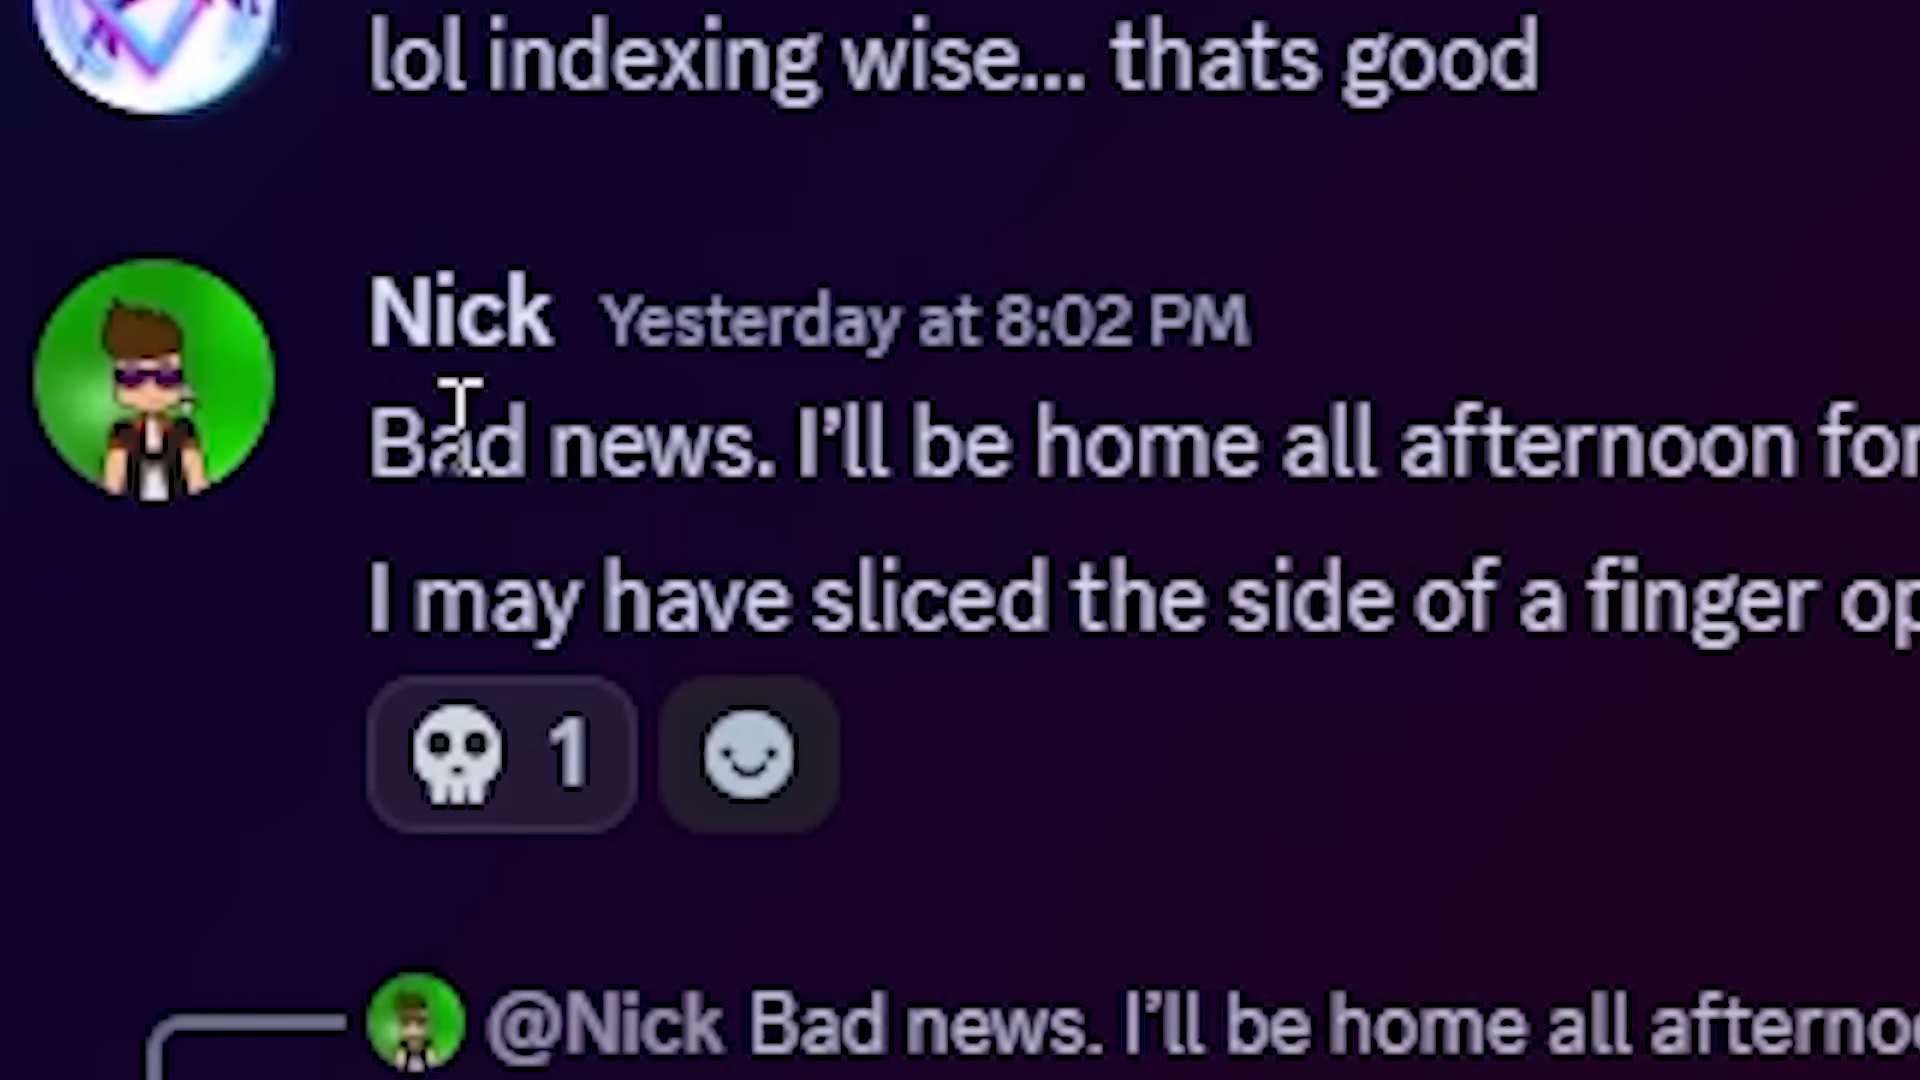 lol indexing wise... thats good
Nick Yesterday at 8:02 PM
Bad news. I’ll be home all afternoon for
I may have sliced the side of a finger op
1
@Nick Bad news. I’ll be home all afterno